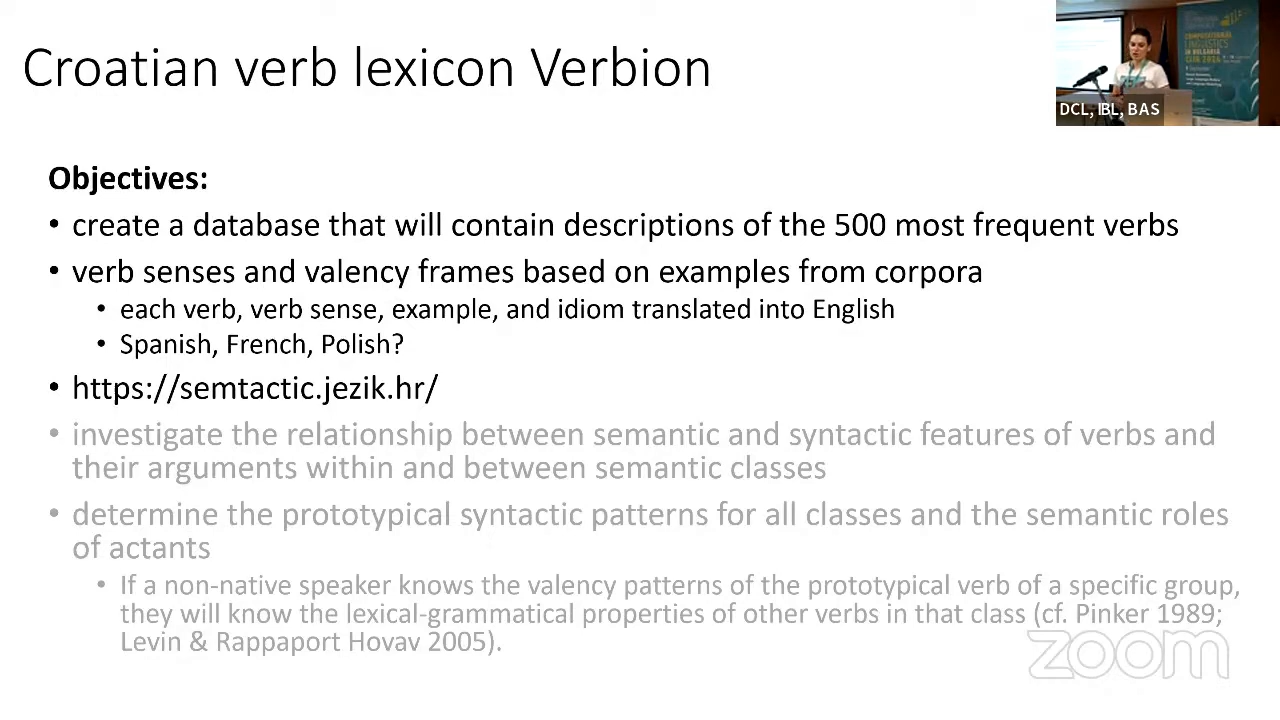 Croatian verb lexicon Verbion
DCL, IBL, BAS
COMPUTATIONAL
LINGUISTICS
IN BULGARIA
Objectives:
• create a database that will contain descriptions of the 500 most frequent verbs
• verb senses and valency frames based on examples from corpora
• each verb, verb sense, example, and idiom translated into English
• Spanish, French, Polish?
• https://semtactic.jezik.hr/
• investigate the relationship between semantic and syntactic features of verbs and
their arguments within and between semantic classes
• determine the prototypical syntactic patterns for all classes and the semantic roles
of actants
• If a non-native speaker knows the valency patterns of the prototypical verb of a specific group,
they will know the lexical-grammatical properties of other verbs in that class (cf. Pinker 1989;
Levin & Rappaport Hovav 2005).
zoom